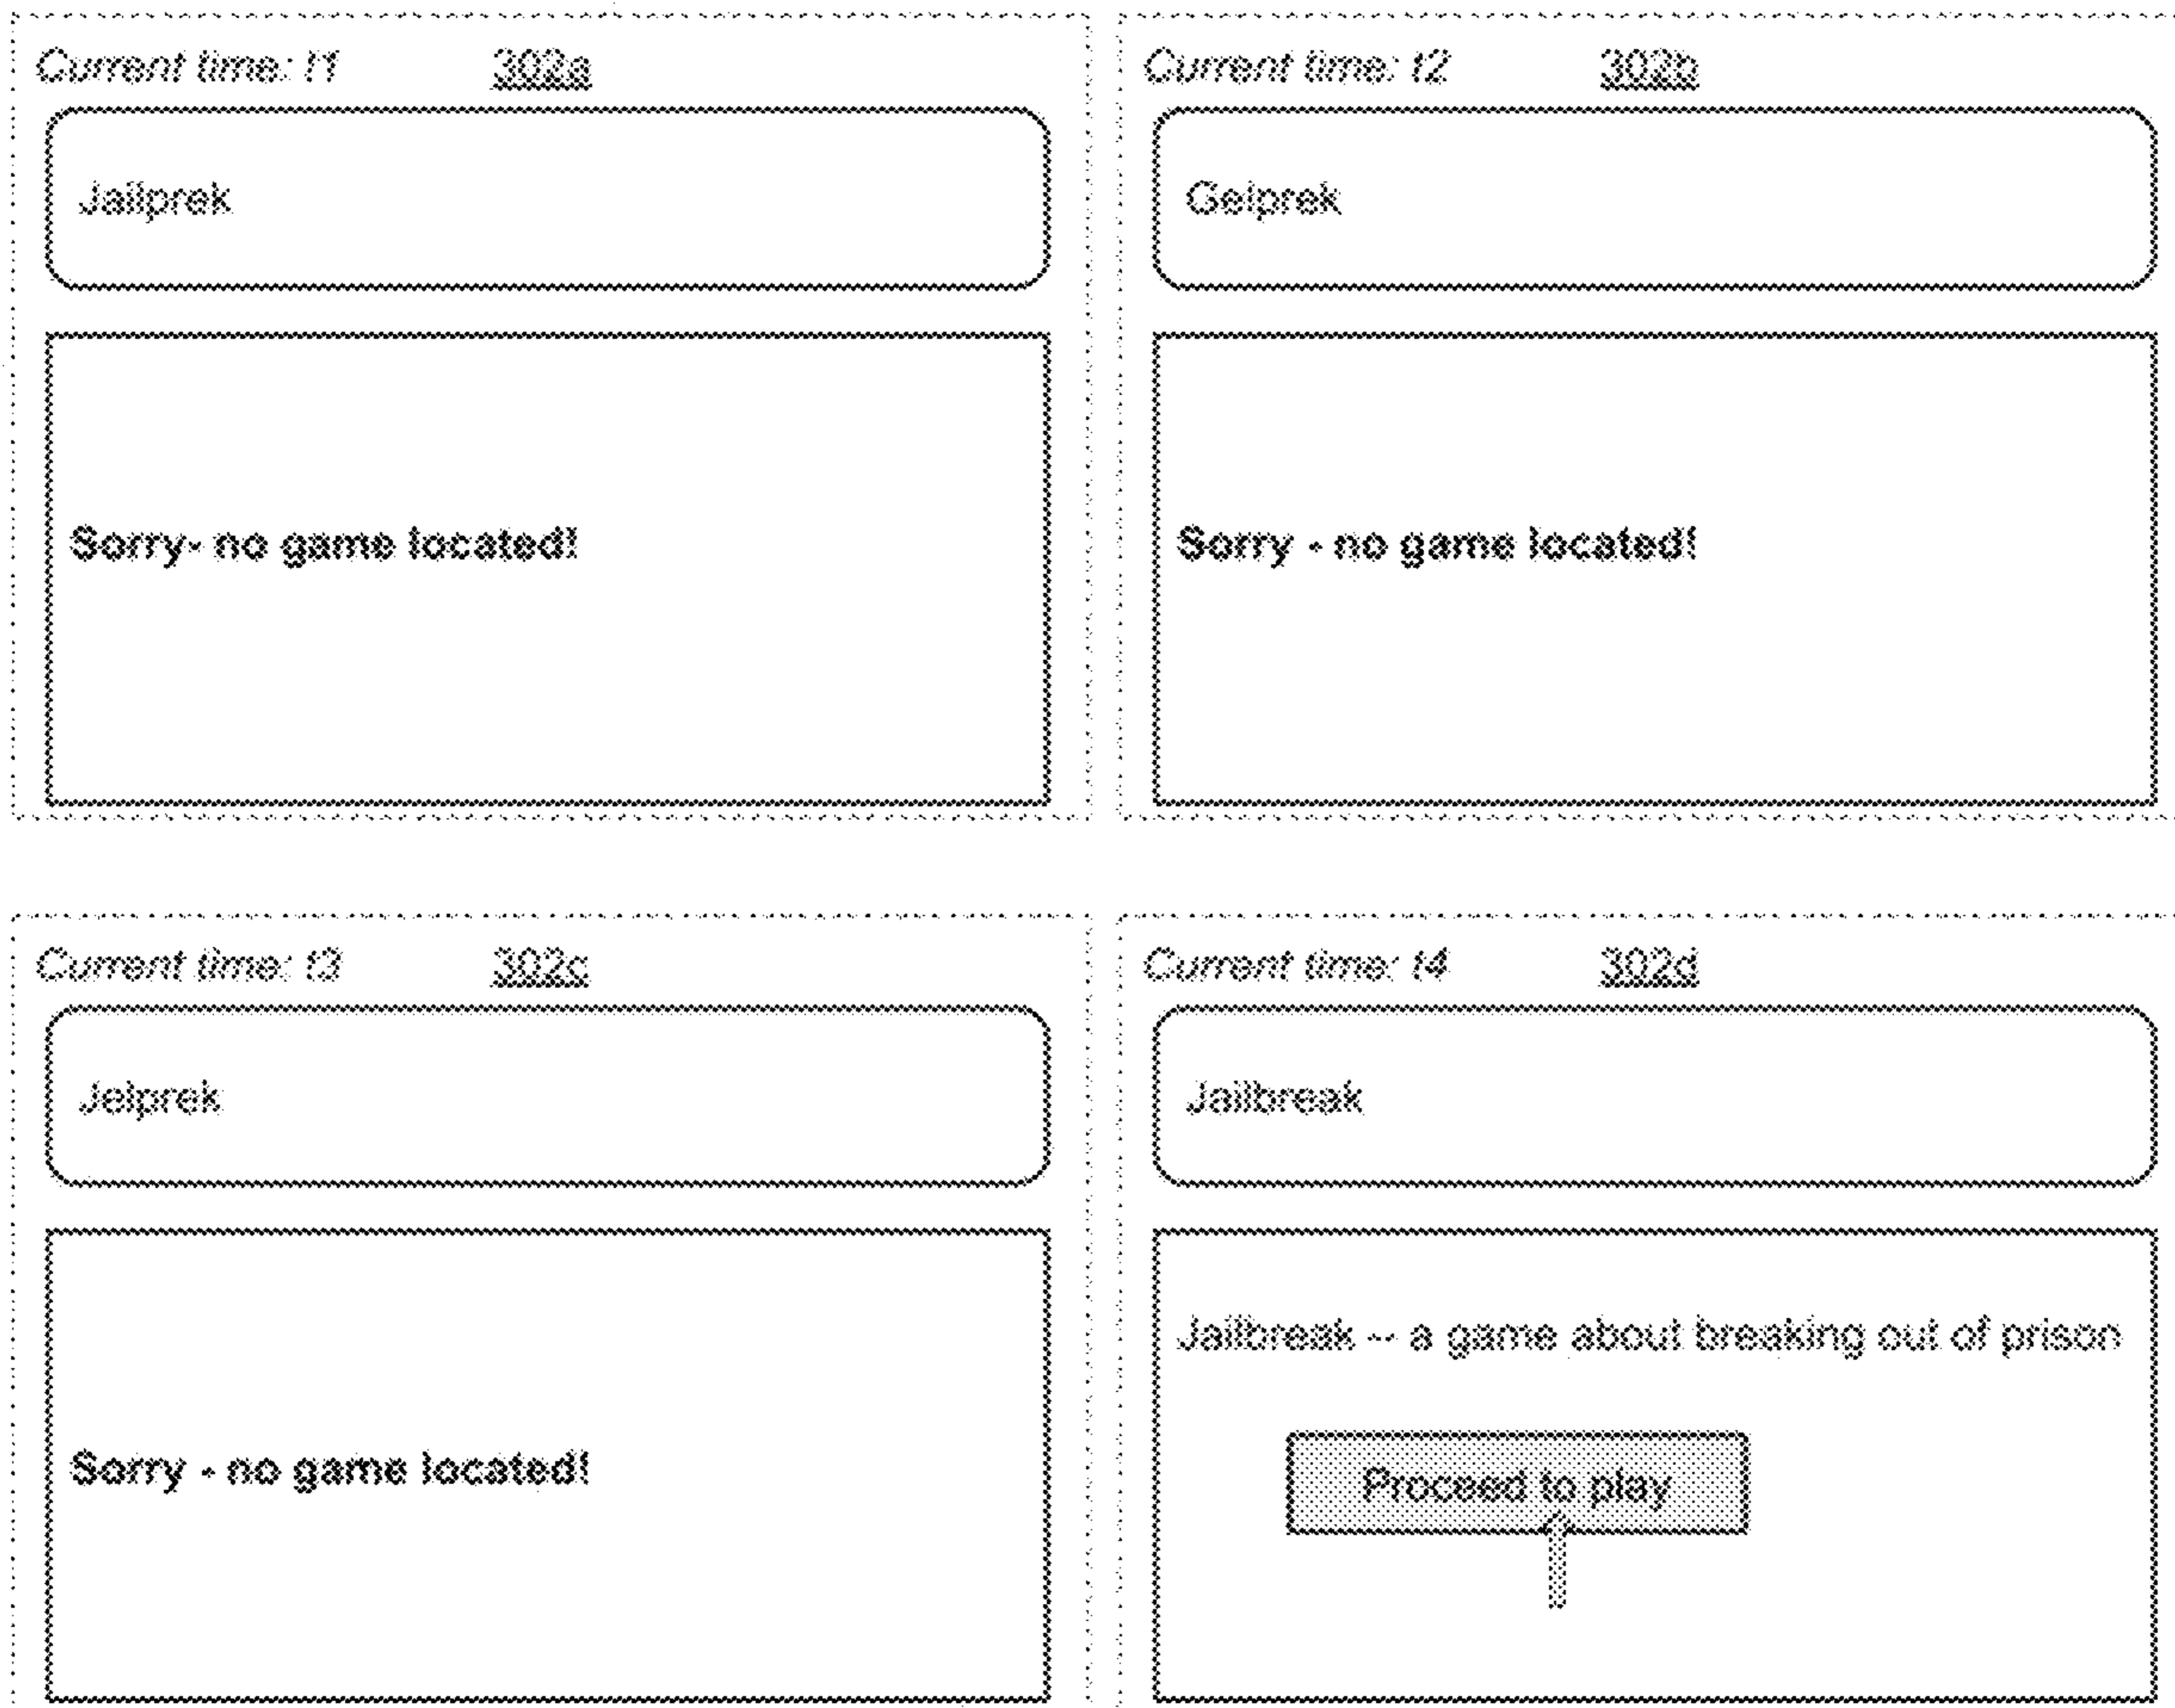 Current time: t1 302a
Jailprek
Sorry- no game located!
Current time: t2 302b
Gelprek
Sorry - no game located!
Current time: t3 302c
Jelprek
Sorry - no game located!
Current time: t4 302d
Jailbreak
Jailbreak -- a game about breaking out of prison
Proceed to play